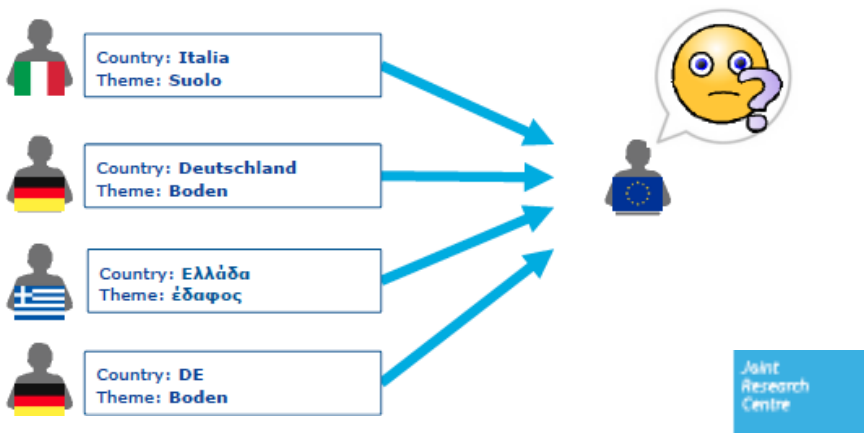 Country: Italia
Theme: Suolo
Country: Deutschland
Theme: Boden
Country: Ελλάδα
Theme: έδαφος
Country: DE
Theme: Boden
Joint
Research
Centre